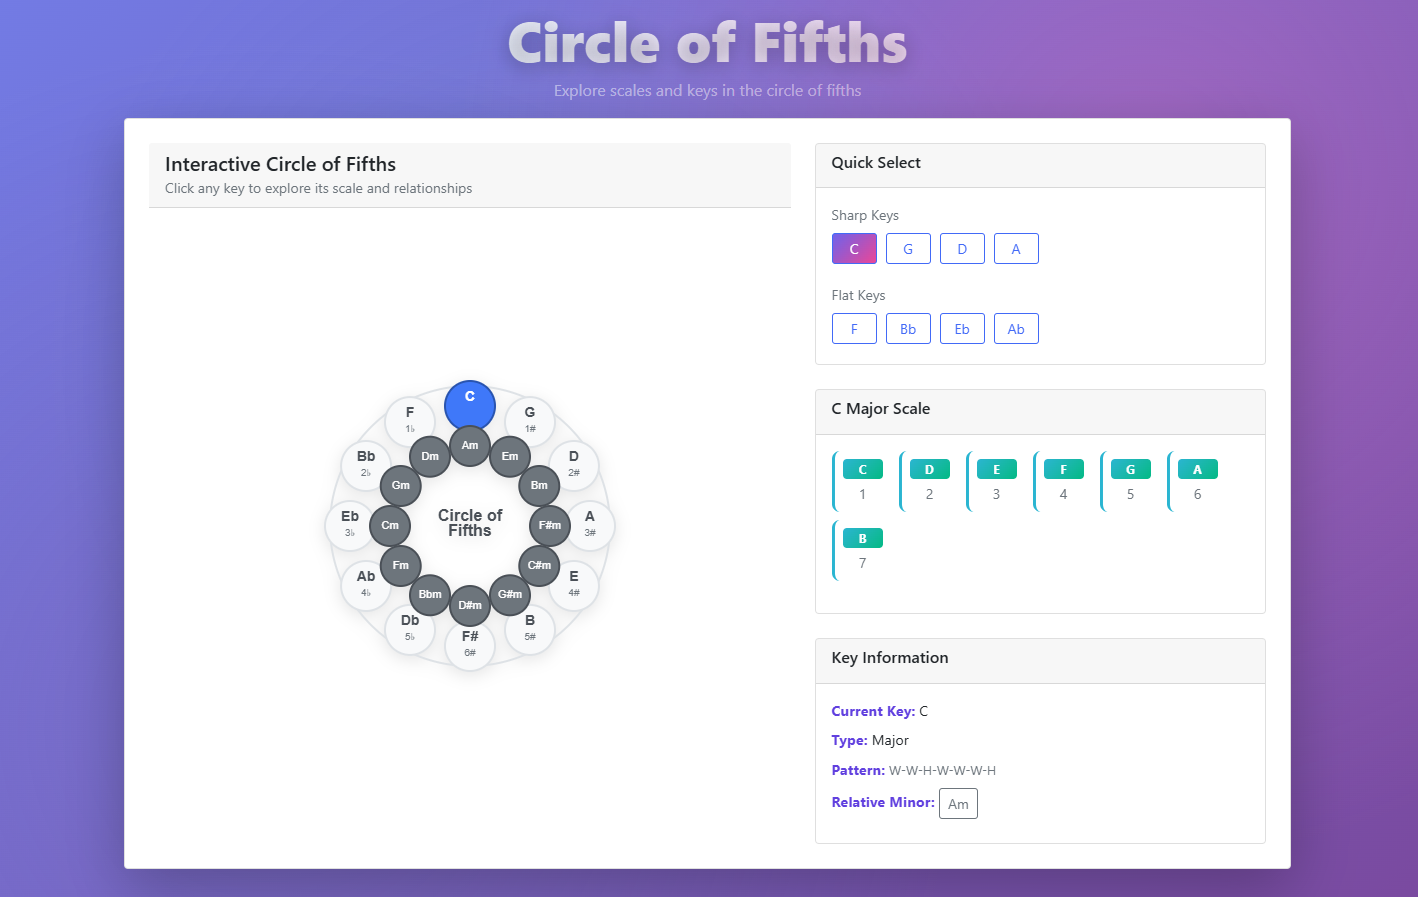 Circle of Fifths
Explore scales and keys in the circle of fifths
Interactive Circle of Fifths
Click any key to explore its scale and relationships
C
F
1♭
G
1#
Am
Dm
Em
Bb
2♭
D
2#
Gm
Bm
Eb
3♭
Cm
Circle of
Fifths
F#m
A
3#
Fm
C#m
Ab
4♭
E
4#
Bbm
D#m
G#m
Db
5♭
B
5#
F#
6#
Quick Select
Sharp Keys
C G D A
Flat Keys
F Bb Eb Ab
C Major Scale
C D E F G A
1 2 3 4 5 6
B
7
Key Information
Current Key: C
Type: Major
Pattern: W-W-H-W-W-W-H
Relative Minor: Am